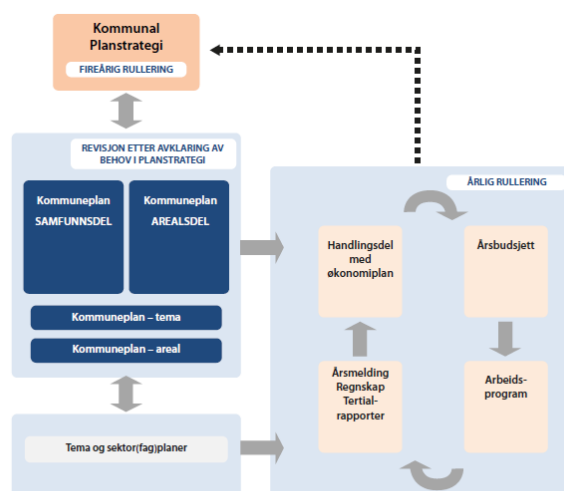 Kommunal
Planstrategi
FIREÅRIG RULLERING
REVISJON ETTER AVKLARING AV
BEHOV I PLANSTRATEGI
Kommuneplan
SAMFUNNSDEL
Kommuneplan
AREALSDEL
Kommuneplan – tema
Kommuneplan – areal
Tema og sektor(fag)planer
ÅRLIG RULLERING
Handlingsdel
med
økonomiplan
Årsbudsjett
Årsmelding
Regnskap
Tertial-
rapporter
Arbeids-
program